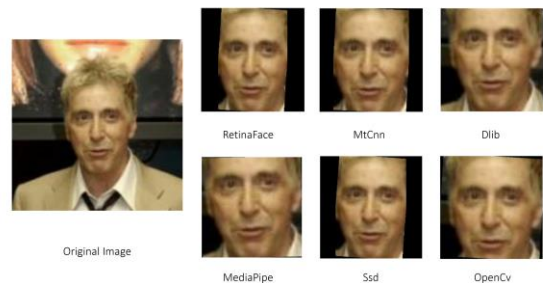 RetinaFace
MtCnn
Dlib
Original Image
MediaPipe
Ssd
OpenCv